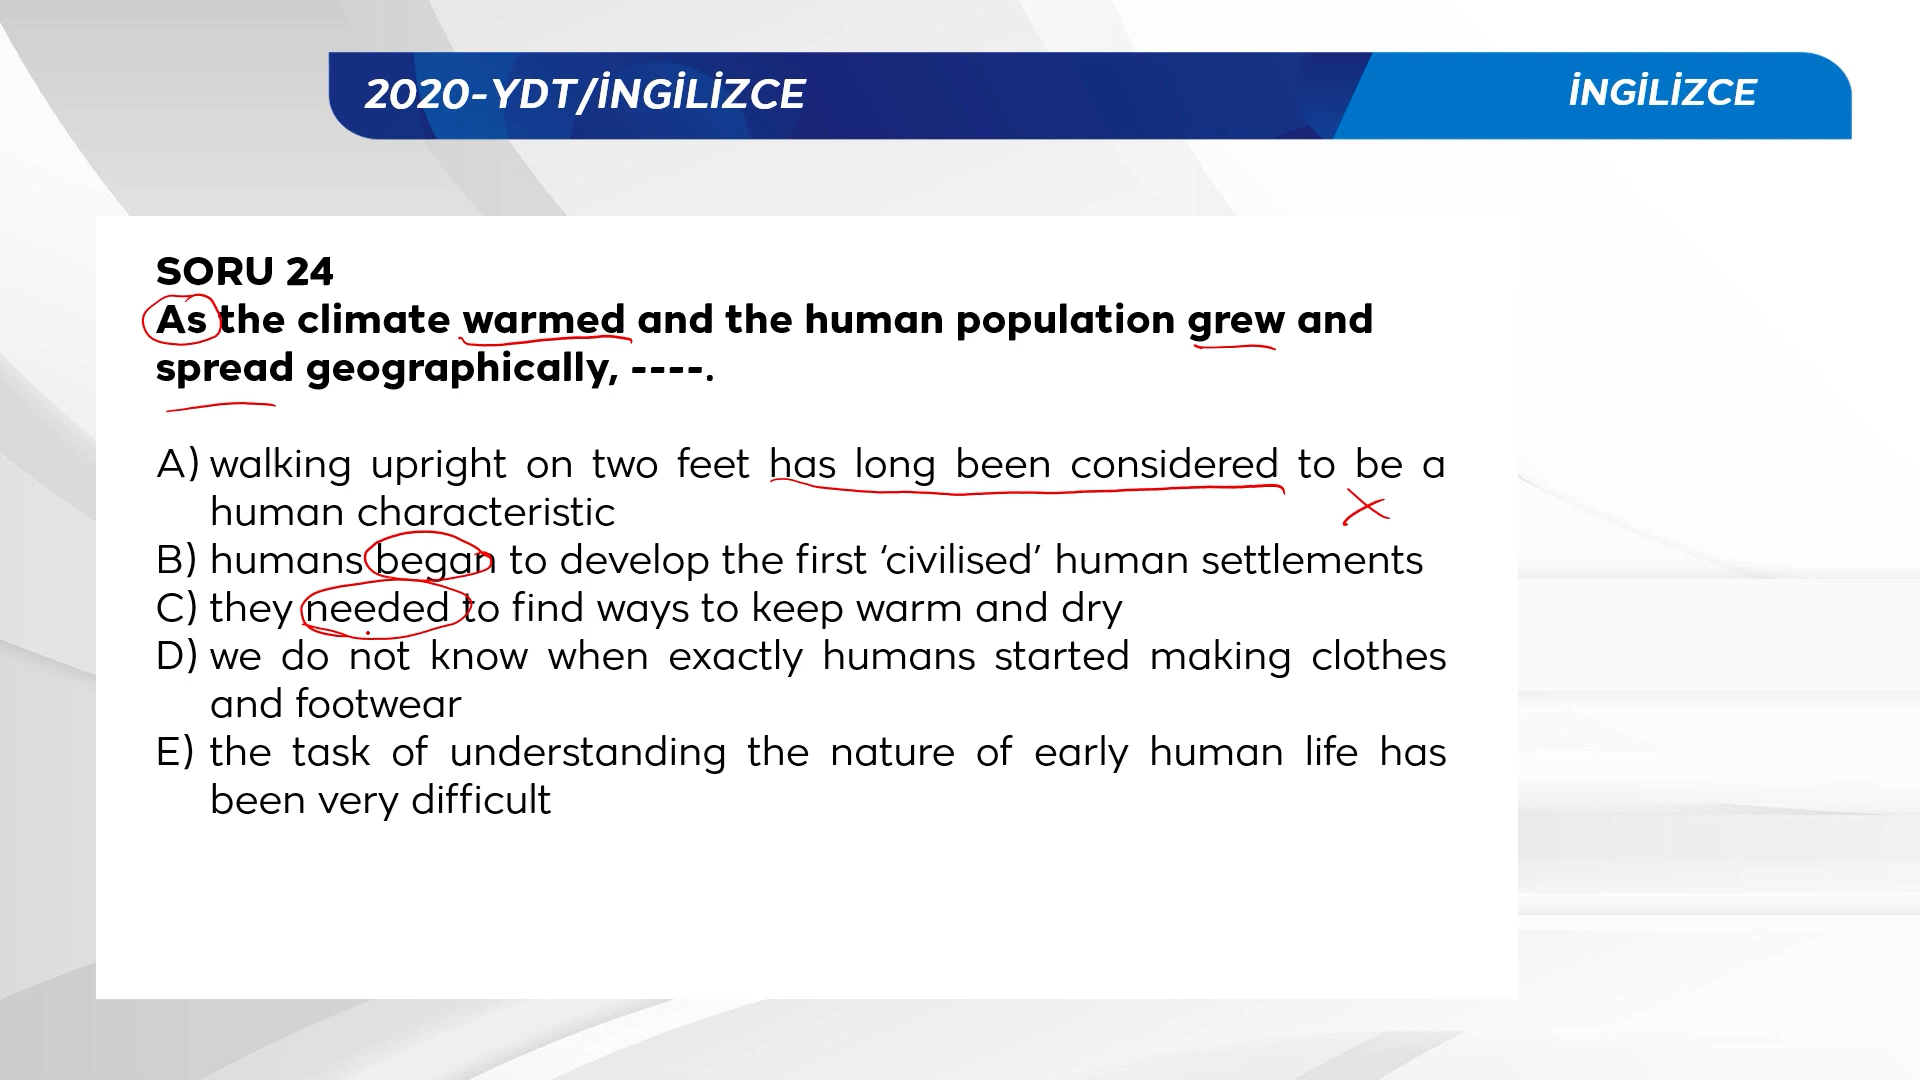 2020-YDT/İNGİLİZCE
İNGİLİZCE
SORU 24
As the climate warmed and the human population grew and
spread geographically, ----.
A) walking upright on two feet has long been considered to be a
human characteristic
B) humans began to develop the first ‘civilised’ human settlements
C) they needed to find ways to keep warm and dry
D) we do not know when exactly humans started making clothes
and footwear
E) the task of understanding the nature of early human life has
been very difficult